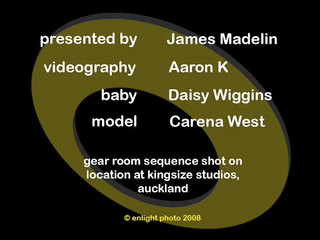 presented by James Madelin
videography Aaron K
baby Daisy Wiggins
model Carena West
gear room sequence shot on
location at kingsize studios,
auckland
© enlight photo 2008